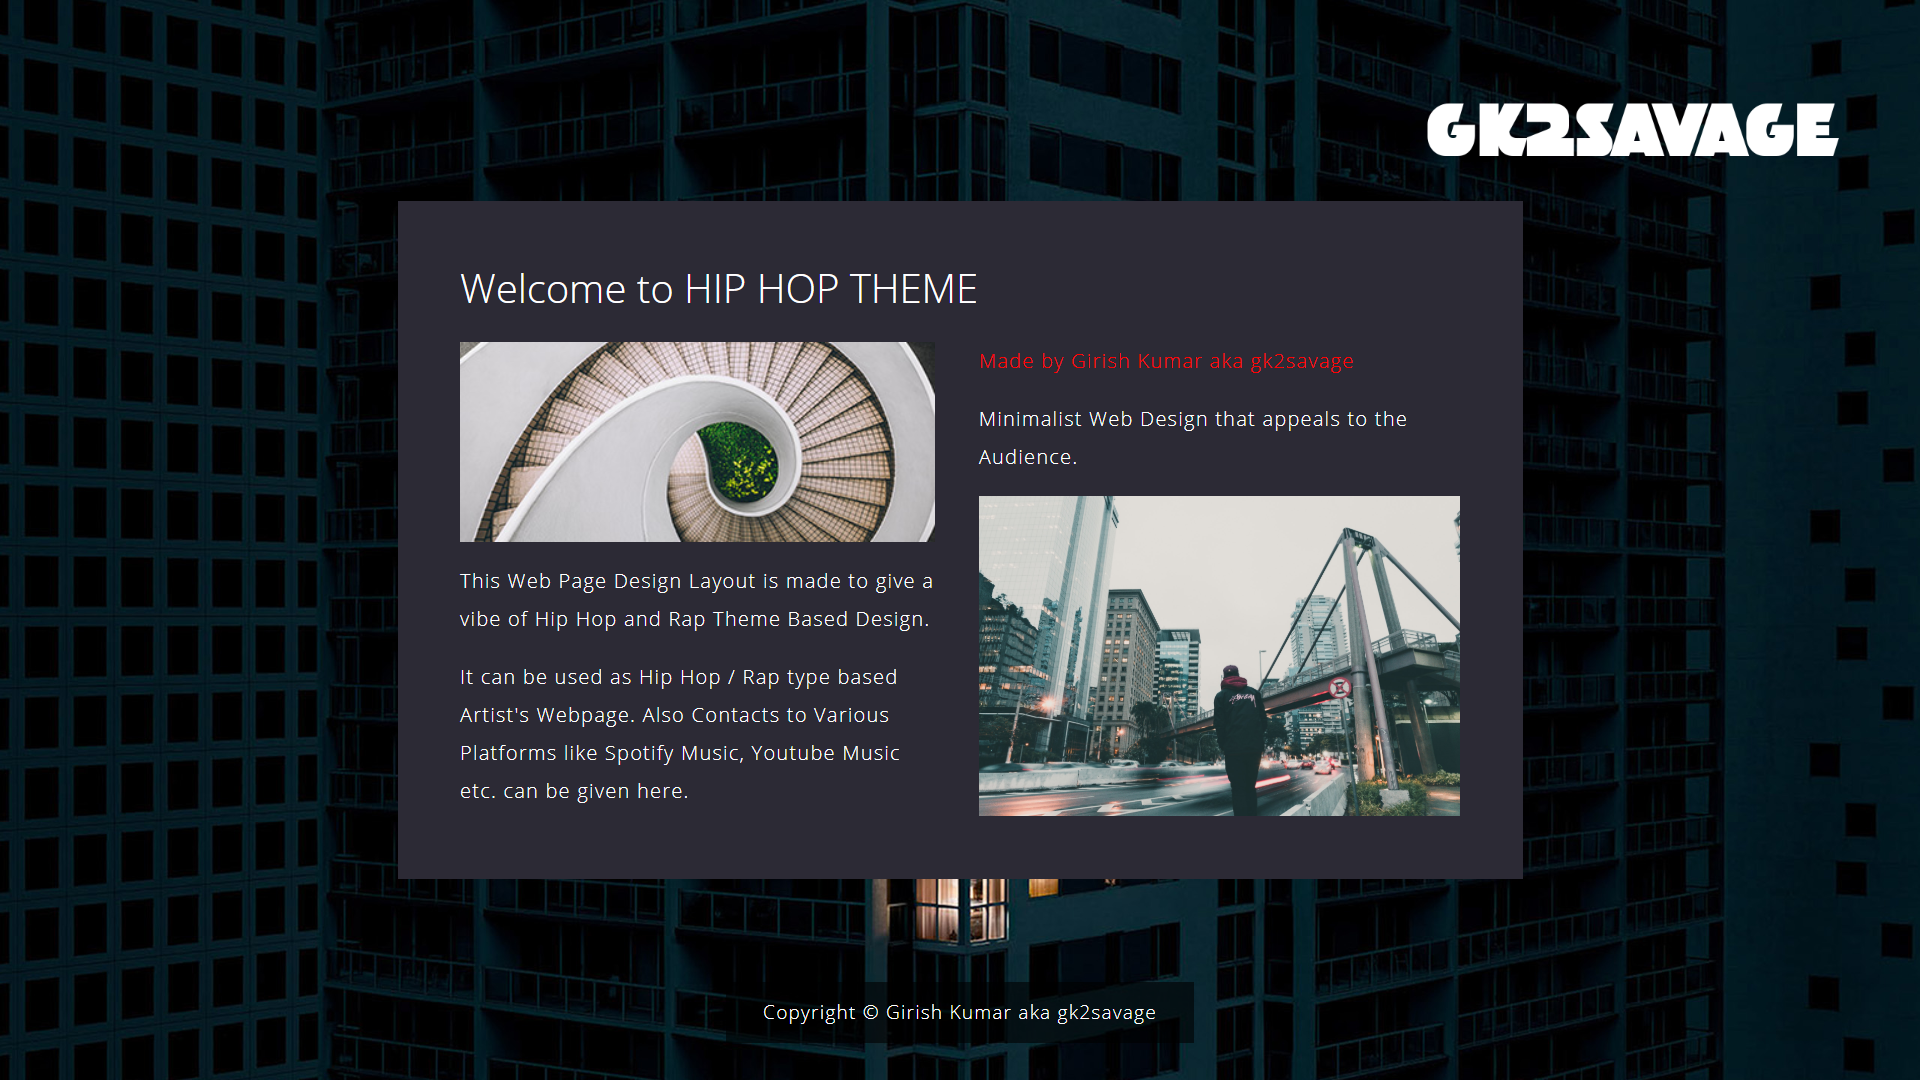 GK2SAVAGE
Welcome to HIP HOP THEME
This Web Page Design Layout is made to give a
vibe of Hip Hop and Rap Theme Based Design.
It can be used as Hip Hop / Rap type based
Artist's Webpage. Also Contacts to Various
Platforms like Spotify Music, Youtube Music
etc. can be given here.
Made by Girish Kumar aka gk2savage
Minimalist Web Design that appeals to the
Audience.
Copyright © Girish Kumar aka gk2savage